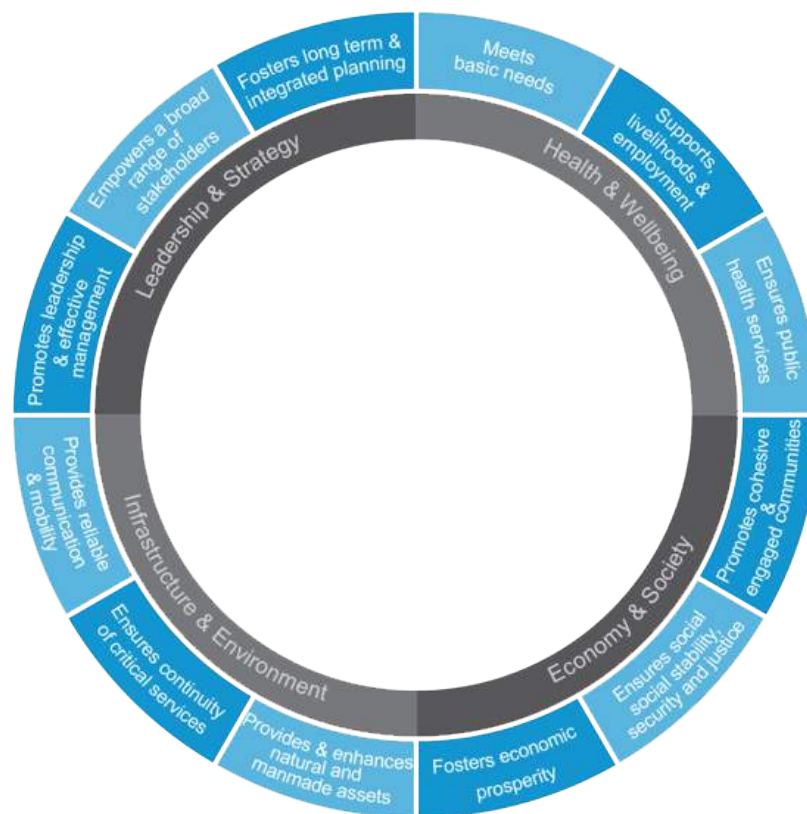 Meets
basic needs
Supports,
livelihoods &
employment
Ensures public
health services
Promotes cohesive
&
engaged communities
Ensures social
social stability,
security and justice
Fosters economic
prosperity
Provides & enhances
natural and
manmade assets
Ensures continuity
of critical services
Provides reliable
communication
& mobility
Promotes leadership
& effective
management
Empowers a broad
range of
stakeholders
Fosters long term &
integrated planning
Health & Wellbeing
Economy & Society
Infrastructure & Environment
Leadership & Strategy